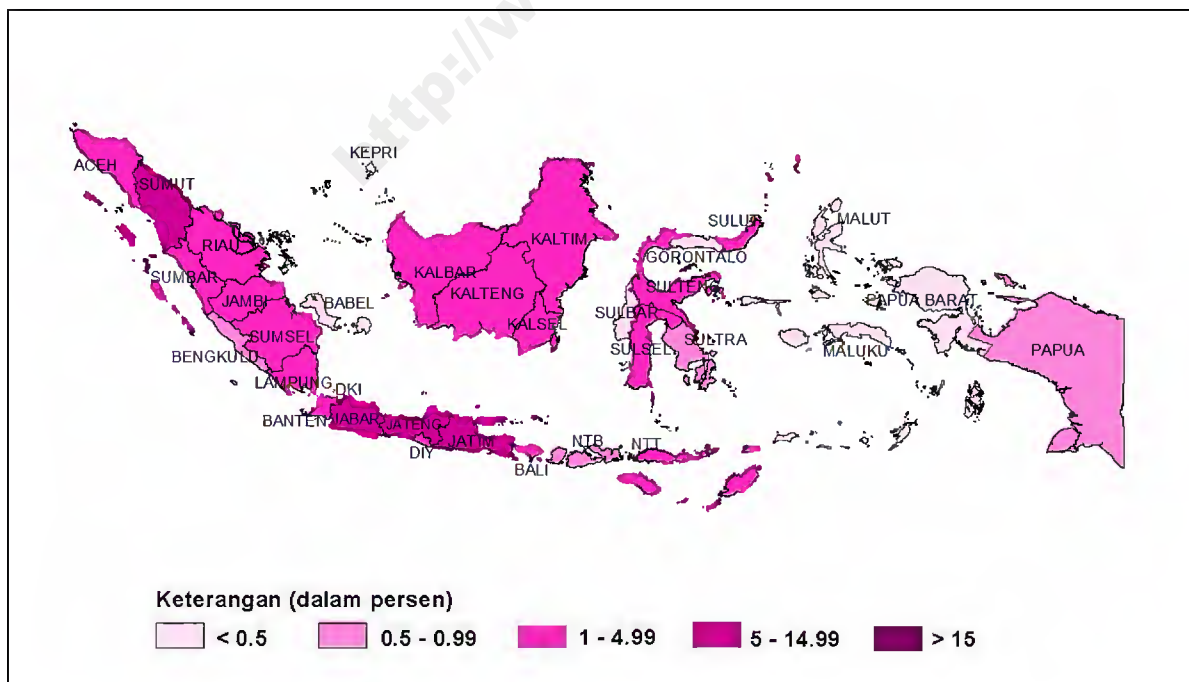 http://w
KEPRI
ACEH
SUMUT
MALUT
SULUT
RIAU
KALTIM
GORONTALO
KALBAR
SUMBAR
SULTENG
KALTENG
JAMBI
BABEL
PAPUA BARAT
SULBAR
KALSEL
SUMSEL
SULTRA
SULSEL
MALUKU
PAPUA
BENGKULU
LAMPUNG
DKI
BANTEN
JABAR
JATENG
JATIM
DIY
NTB
NTT
BALI
Keterangan (dalam persen)
< 0.5
0.5 - 0.99
1 - 4.99
5 - 14.99
> 15